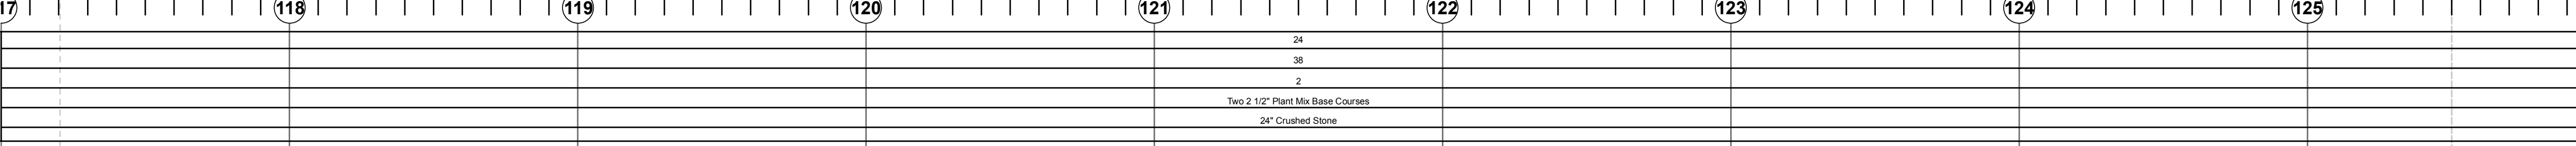 17 118 119 120 121 122 123 124 125
24
38
2
Two 2 1/2" Plant Mix Base Courses
24" Crushed Stone